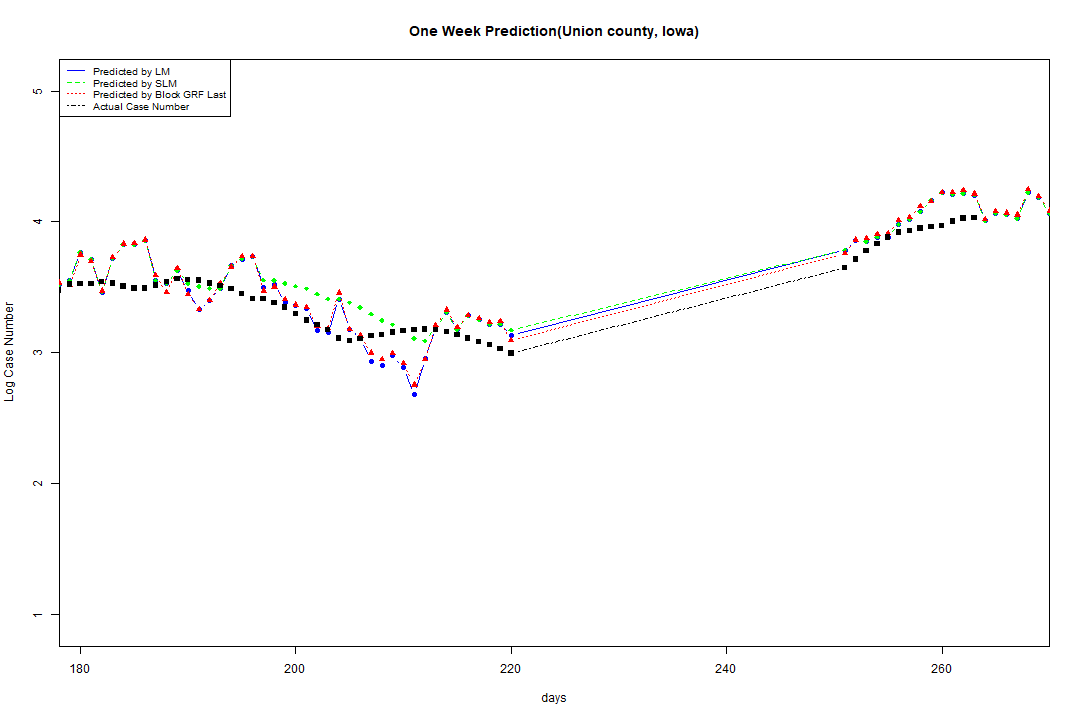 One Week Prediction(Union county, Iowa)
Predicted by LM
Predicted by SLM
Predicted by Block GRF Last
Actual Case Number
5
4
3
2
1
Log Case Number
180 200 220 240 260
days